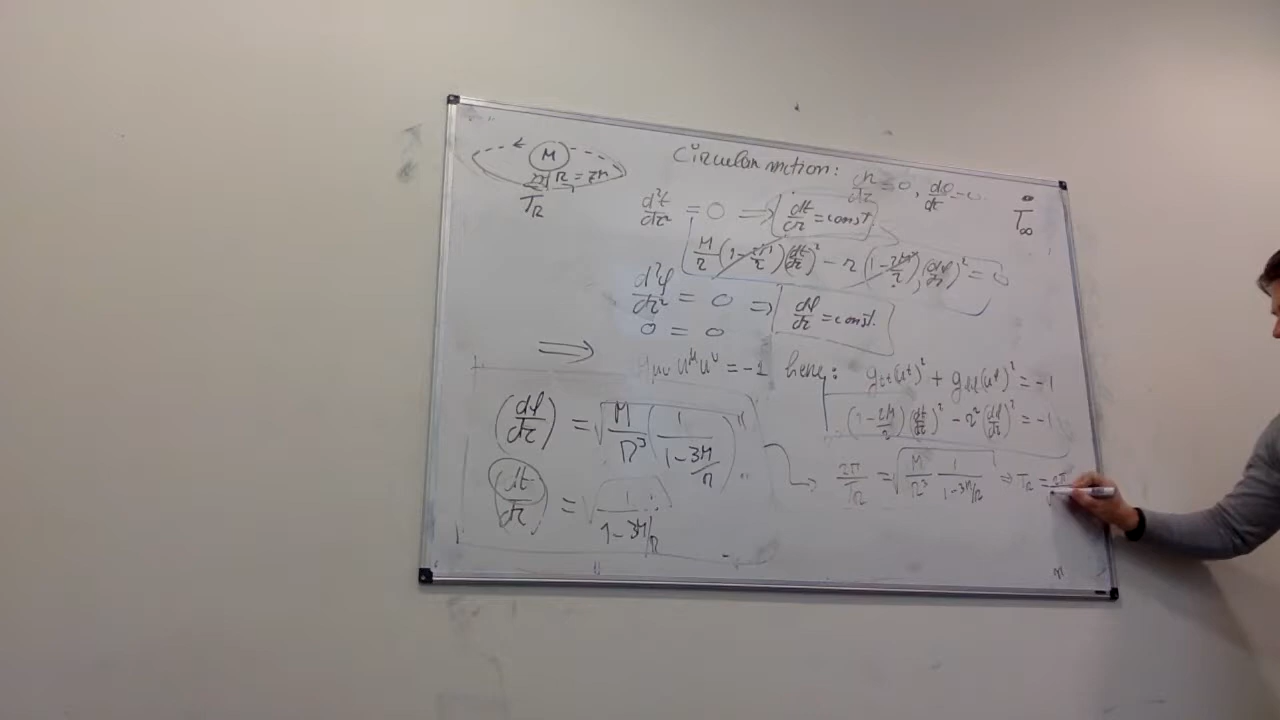 Circular motion: dr/dτ = 0, dθ/dτ = 0
M
2πR = 2π
T_R
T_∞
d²t/dτ² = 0 ⇒ dt/dτ = const.
M/r (1-2M/r)(dt/dτ)² - r (1-2M/r)(dφ/dτ)² = 0
d²φ/dτ² = 0 ⇒ dφ/dτ = const.
0 = 0
⇒ g_μν u^μ u^ν = -1 here: g_tt(u^t)² + g_φφ(u^φ)² = -1
(1-2M/r)(dt/dτ)² - r²(dφ/dτ)² = -1
(dφ/dτ) = √(M/R³ (1/(1-3M/r)))
2π/T_R = √(M/R³ 1/(1-3M/R)) ⇒ T_R = 2π
dt/dτ = √(1/(1-3M/R))